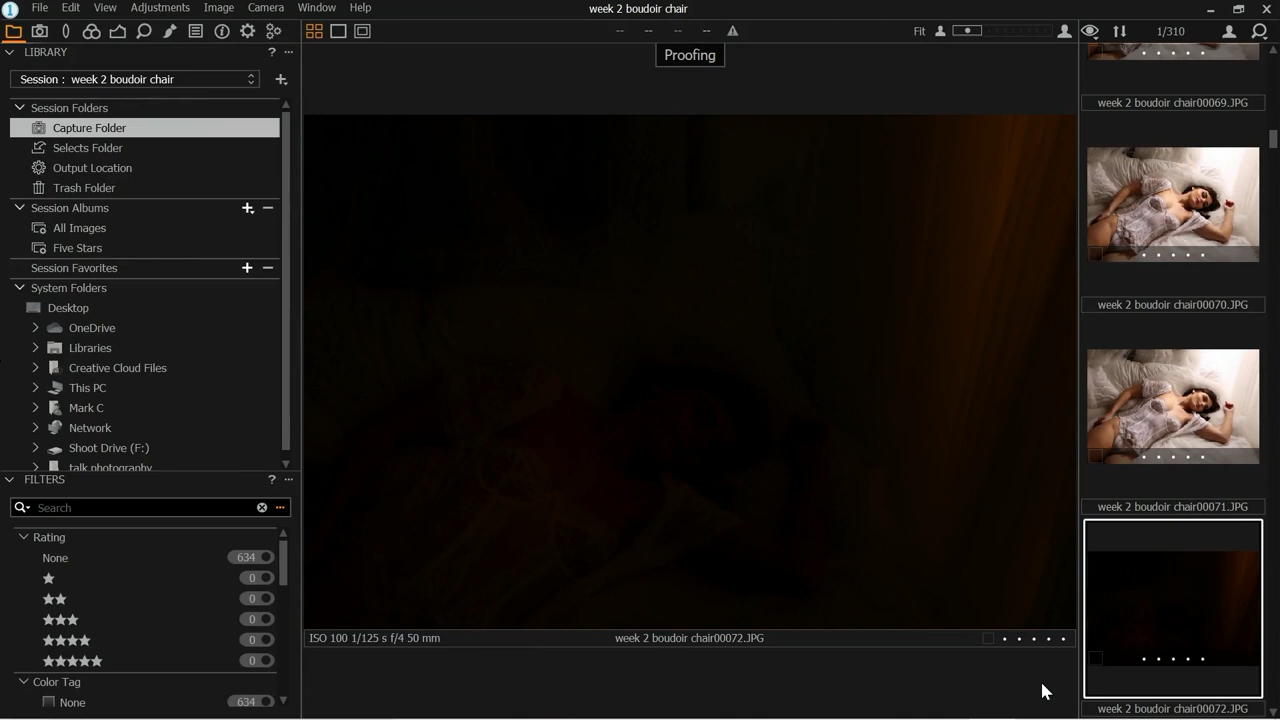 1 File Edit View Adjustments Image Camera Window Help
week 2 boudoir chair
Fit
1/310
LIBRARY ? ...
Proofing
Session : week 2 boudoir chair
Session Folders
Capture Folder
Selects Folder
Output Location
Trash Folder
Session Albums
All Images
Five Stars
Session Favorites
System Folders
Desktop
OneDrive
Libraries
Creative Cloud Files
This PC
Mark C
Network
Shoot Drive (F:)
talk photography
FILTERS ? ...
Search
Rating
None 634
0
0
0
0
0
Color Tag
None 634
ISO 100 1/125 s f/4 50 mm
week 2 boudoir chair00072.JPG
week 2 boudoir chair00069.JPG
week 2 boudoir chair00070.JPG
week 2 boudoir chair00071.JPG
week 2 boudoir chair00072.JPG